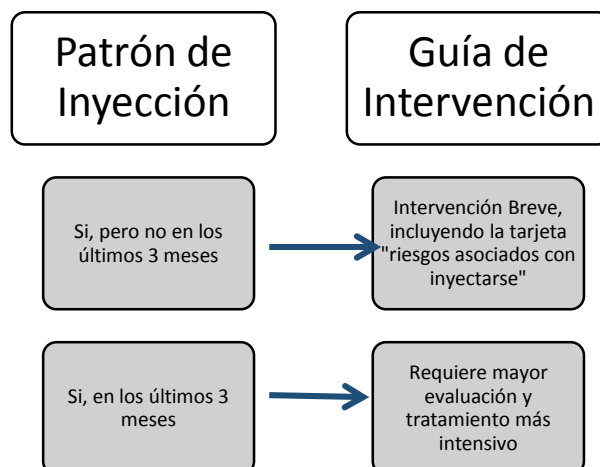 Patrón de
Inyección
Guía de
Intervención
Si, pero no en los
últimos 3 meses
Intervención Breve,
incluyendo la tarjeta
"riesgos asociados con
inyectarse"
Si, en los últimos 3
meses
Requiere mayor
evaluación y
tratamiento más
intensivo